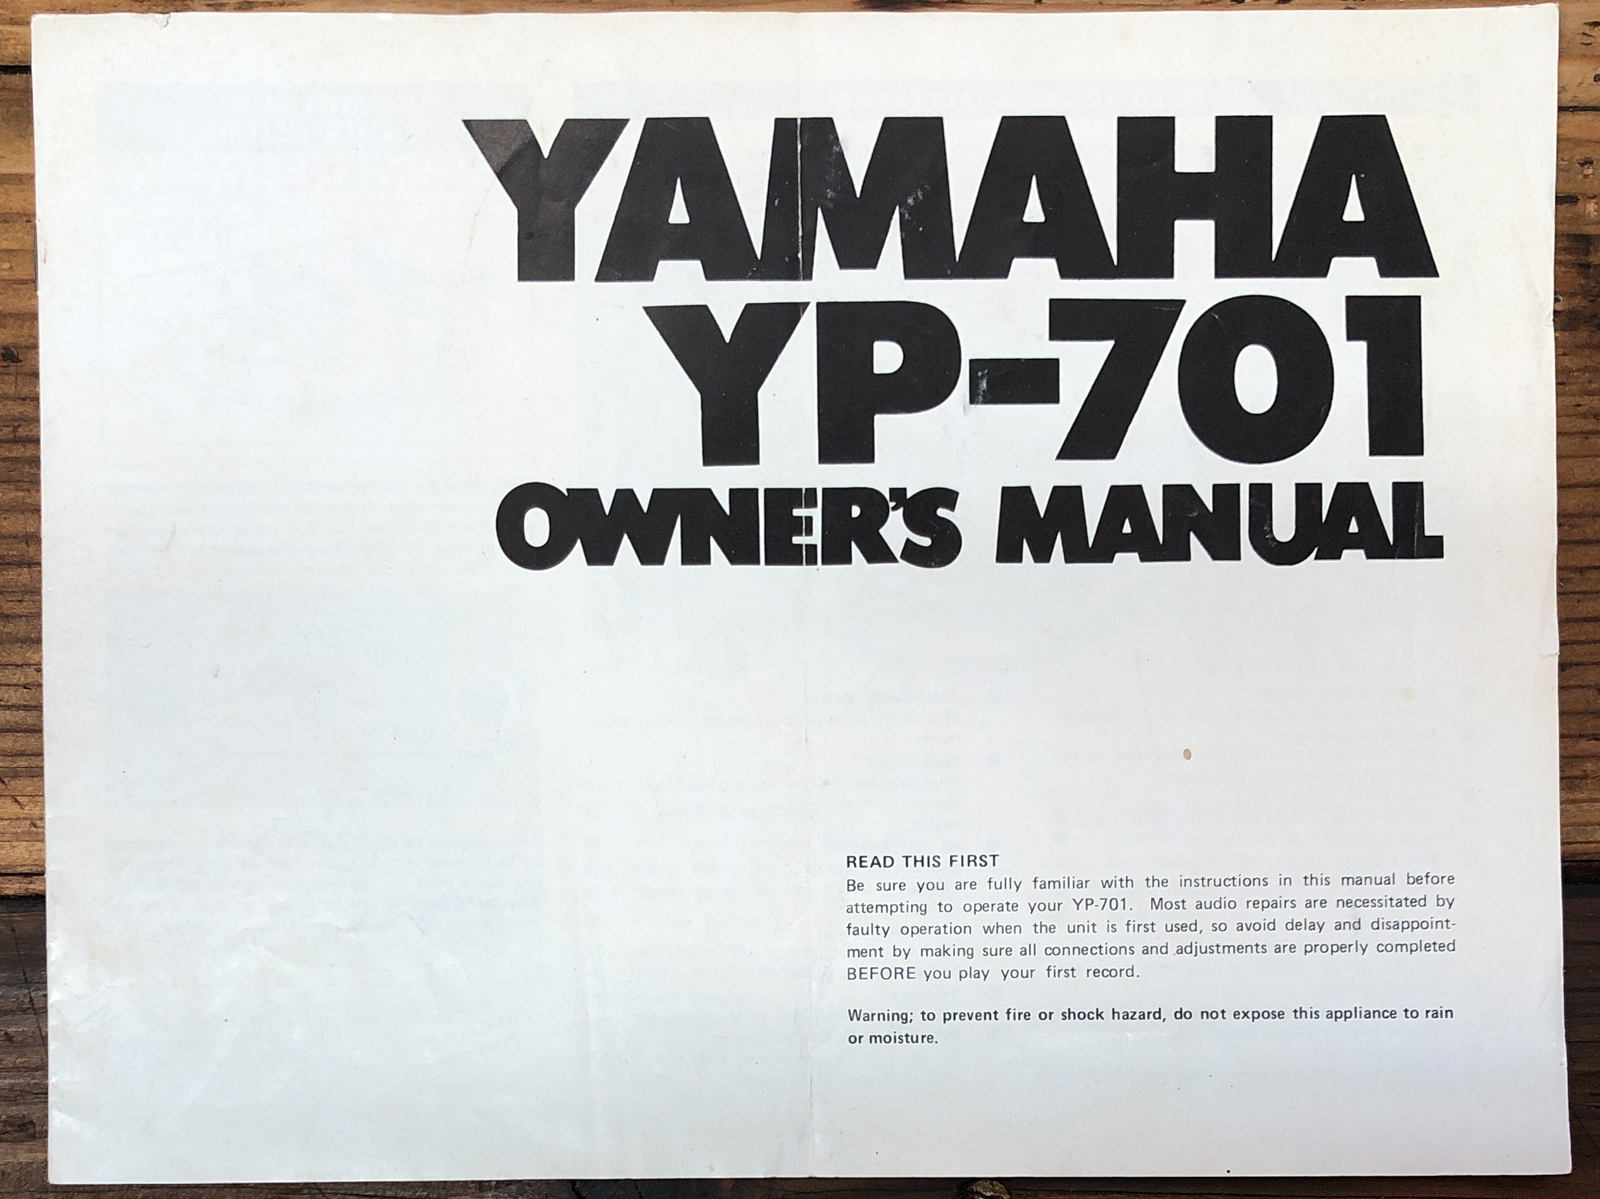 YAMAHA
YP-701
OWNER'S MANUAL
READ THIS FIRST
Be sure you are fully familiar with the instructions in this manual before
attempting to operate your YP-701. Most audio repairs are necessitated by
faulty operation when the unit is first used, so avoid delay and disappoint-
ment by making sure all connections and adjustments are properly completed
BEFORE you play your first record.
Warning; to prevent fire or shock hazard, do not expose this appliance to rain
or moisture.